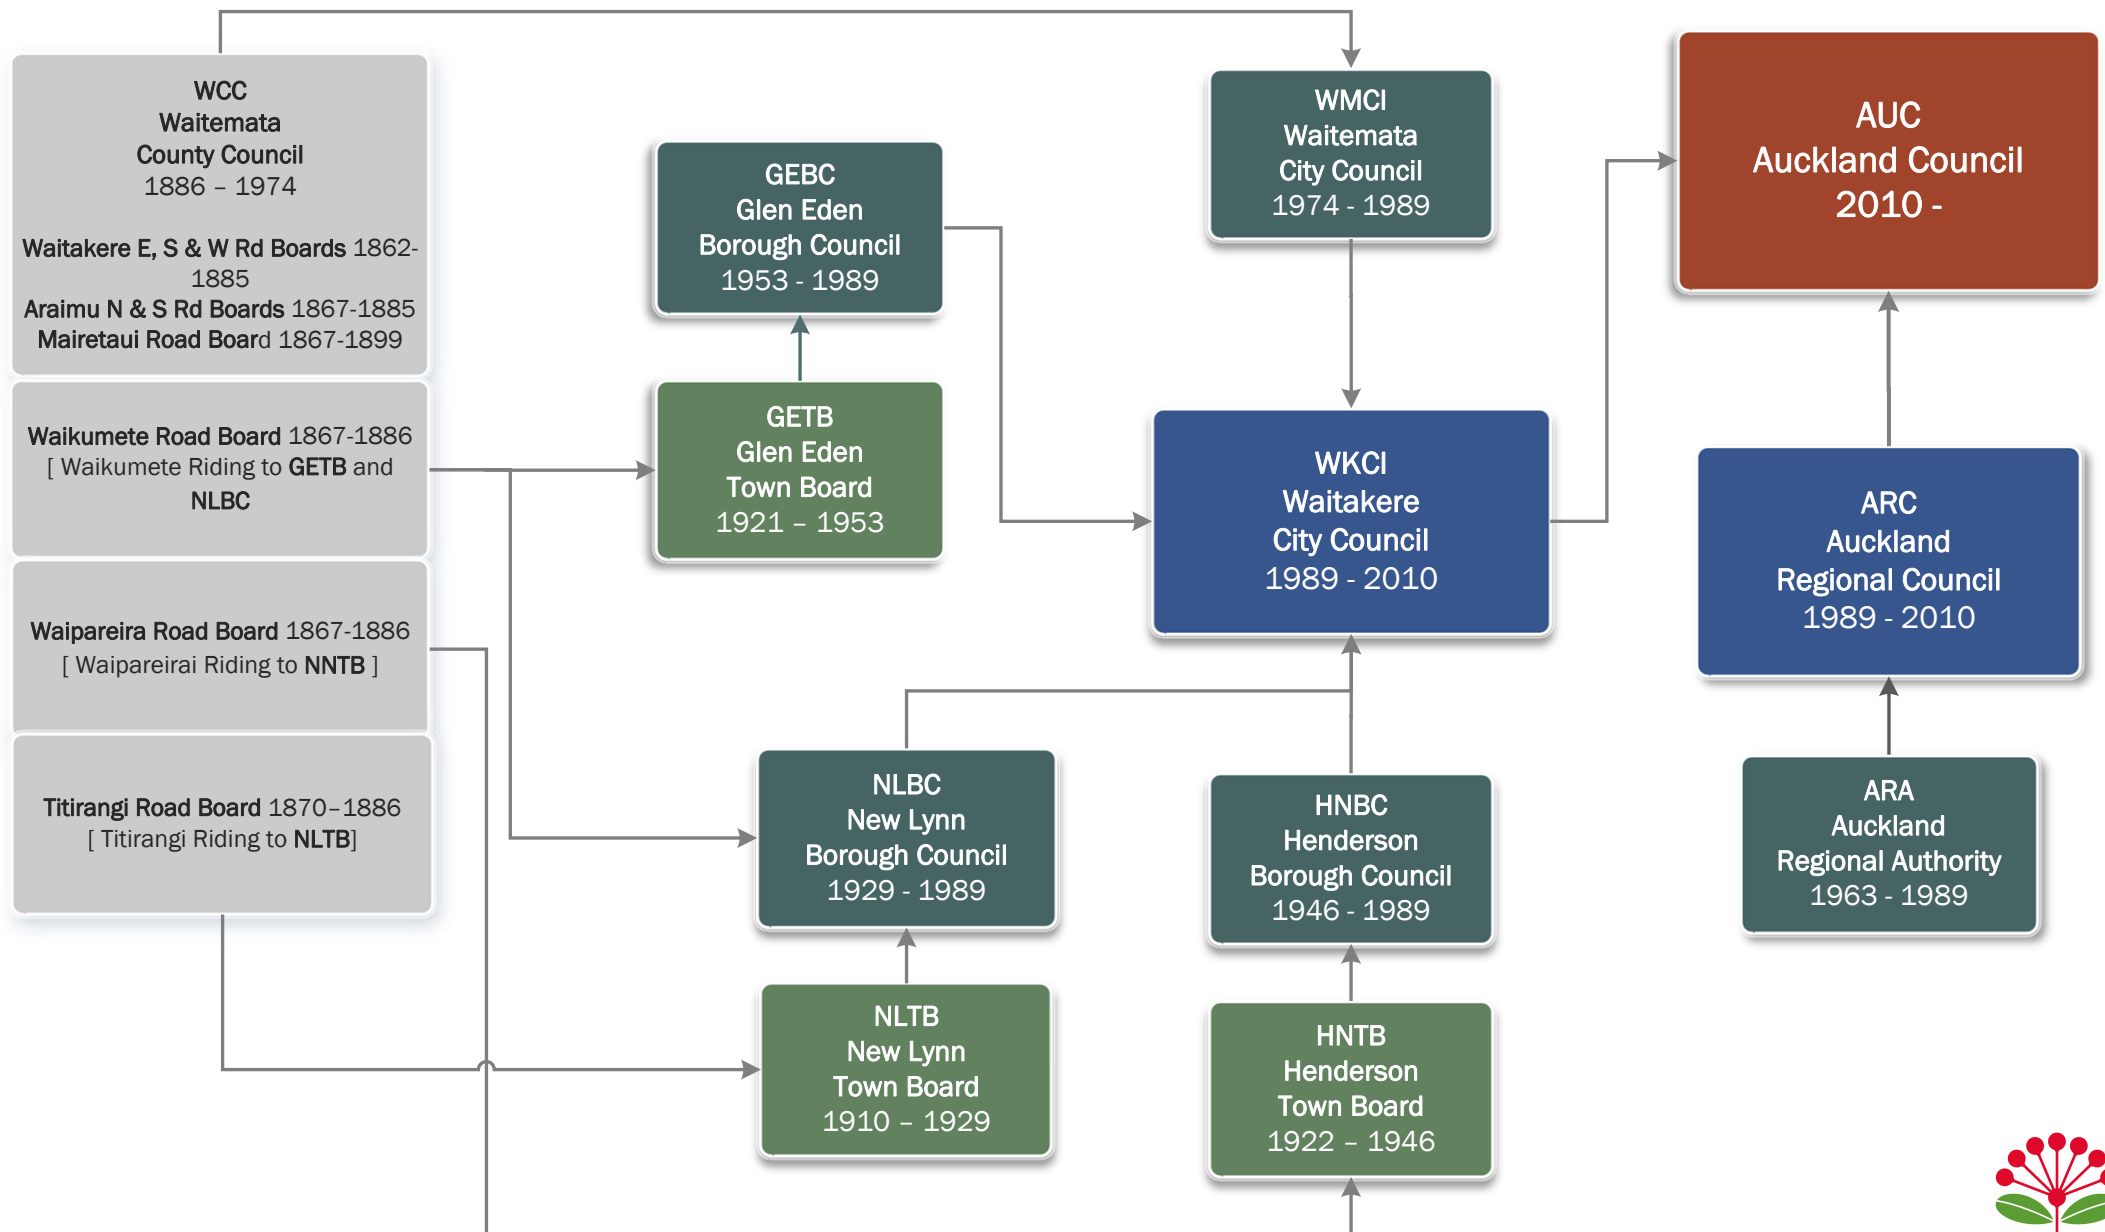 WCC
Waitemata
County Council
1886 – 1974
Waitakere E, S & W Rd Boards 1862-
1885
Araimu N & S Rd Boards 1867-1885
Mairetaui Road Board 1867-1899
Waikumete Road Board 1867-1886
[ Waikumete Riding to GETB and
NLBC
Waipareira Road Board 1867-1886
[ Waipareirai Riding to NNTB ]
Titirangi Road Board 1870–1886
[ Titirangi Riding to NLTB]
GEBC
Glen Eden
Borough Council
1953 - 1989
GETB
Glen Eden
Town Board
1921 – 1953
NLBC
New Lynn
Borough Council
1929 - 1989
NLTB
New Lynn
Town Board
1910 – 1929
WMCI
Waitemata
City Council
1974 - 1989
WKCI
Waitakere
City Council
1989 - 2010
HNBC
Henderson
Borough Council
1946 - 1989
HNTB
Henderson
Town Board
1922 – 1946
AUC
Auckland Council
2010 -
ARC
Auckland
Regional Council
1989 - 2010
ARA
Auckland
Regional Authority
1963 - 1989